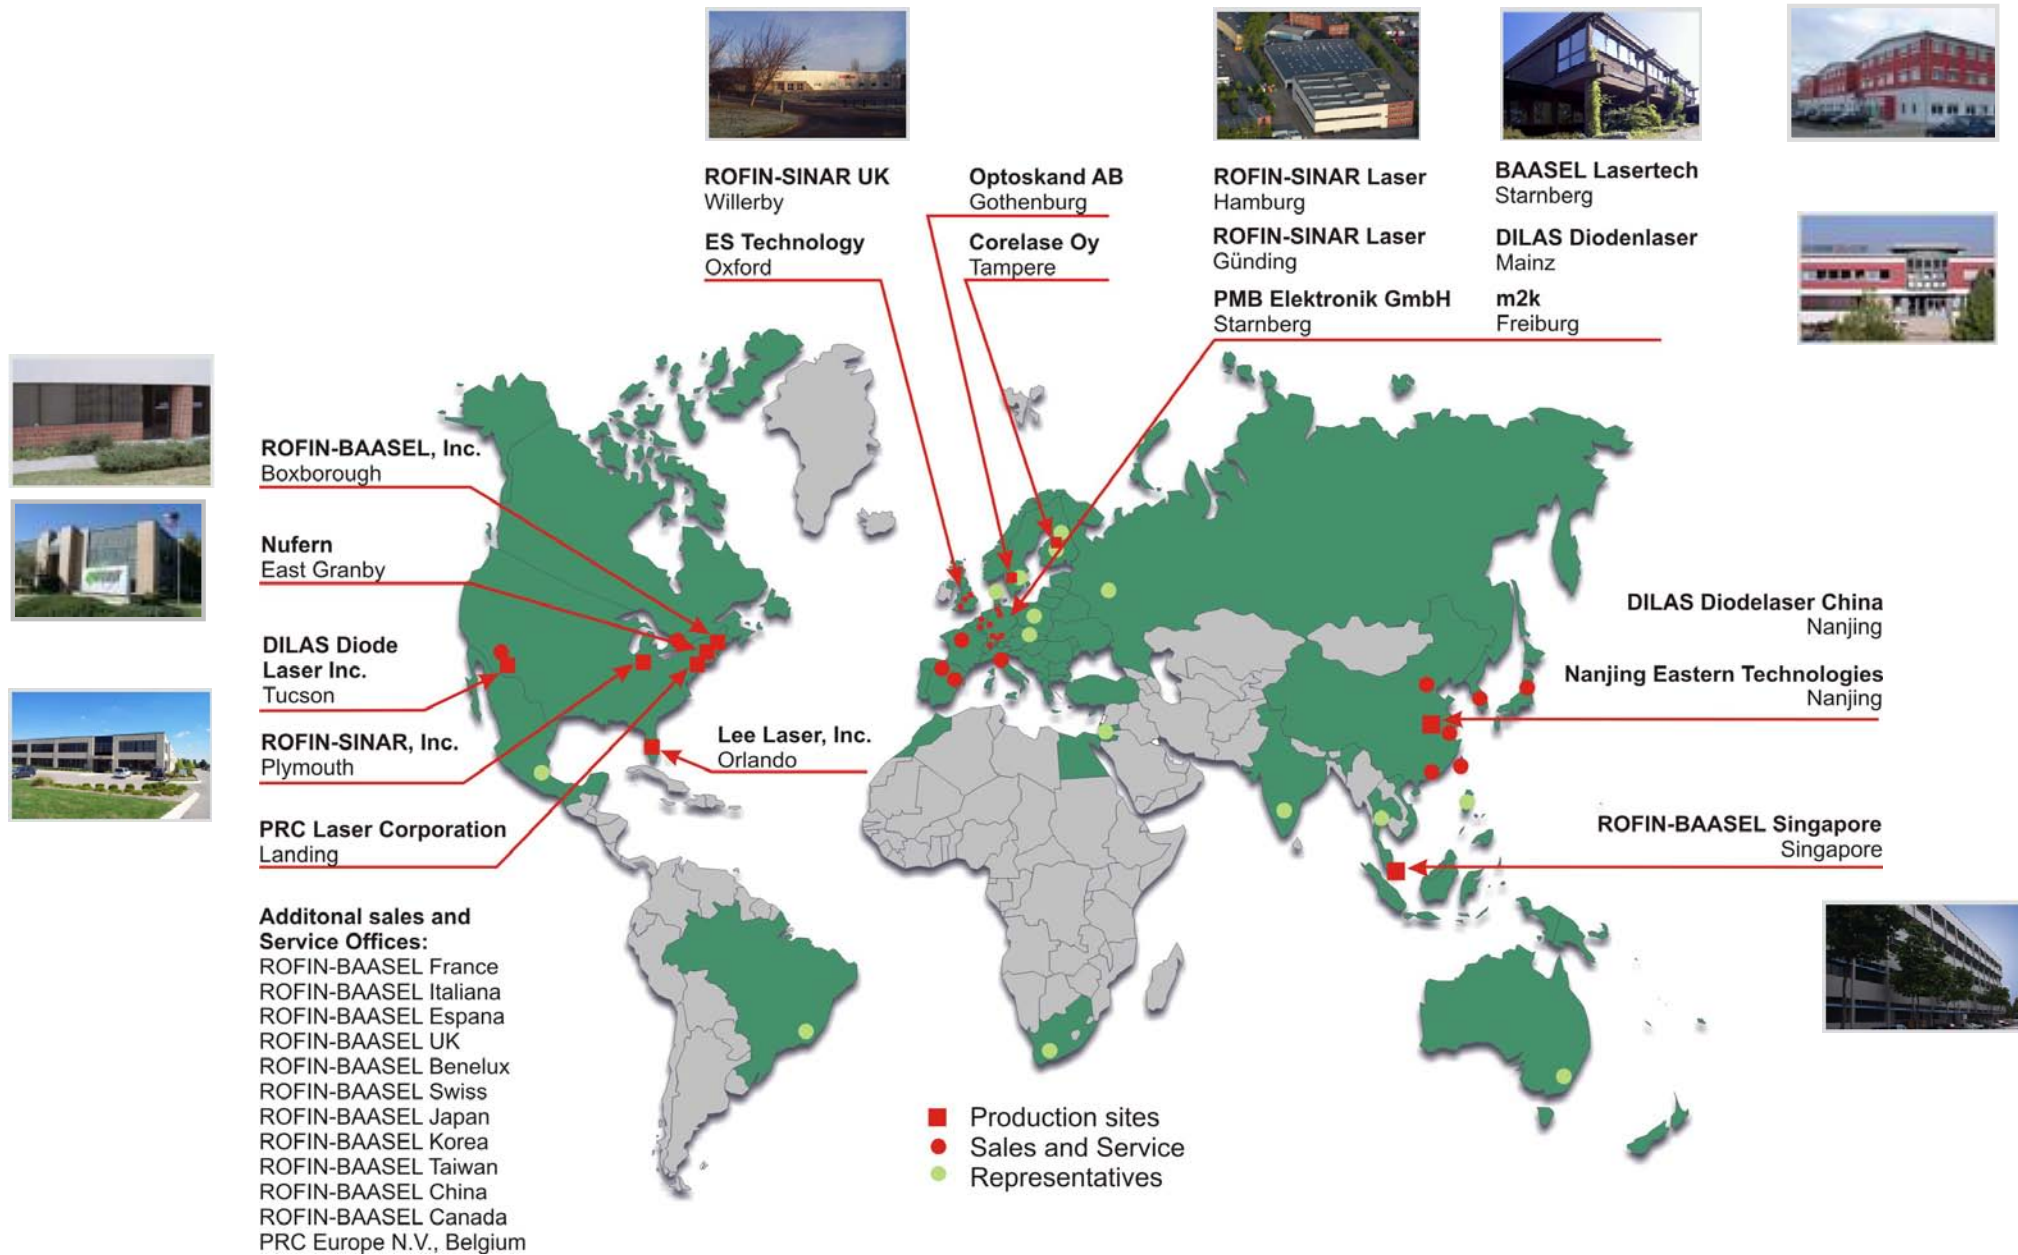 ROFIN-SINAR UK
Willerby
ES Technology
Oxford
Optoskand AB
Gothenburg
Corelase Oy
Tampere
ROFIN-SINAR Laser
Hamburg
ROFIN-SINAR Laser
Günding
PMB Elektronik GmbH
Starnberg
BAASEL Lasertech
Starnberg
DILAS Diodenlaser
Mainz
m2k
Freiburg
ROFIN-BAASEL, Inc.
Boxborough
Nufern
East Granby
DILAS Diode
Laser Inc.
Tucson
ROFIN-SINAR, Inc.
Plymouth
Lee Laser, Inc.
Orlando
PRC Laser Corporation
Landing
DILAS Diodelaser China
Nanjing
Nanjing Eastern Technologies
Nanjing
ROFIN-BAASEL Singapore
Singapore
Additonal sales and
Service Offices:
ROFIN-BAASEL France
ROFIN-BAASEL Italiana
ROFIN-BAASEL Espana
ROFIN-BAASEL UK
ROFIN-BAASEL Benelux
ROFIN-BAASEL Swiss
ROFIN-BAASEL Japan
ROFIN-BAASEL Korea
ROFIN-BAASEL Taiwan
ROFIN-BAASEL China
ROFIN-BAASEL Canada
PRC Europe N.V., Belgium
Production sites
Sales and Service
Representatives